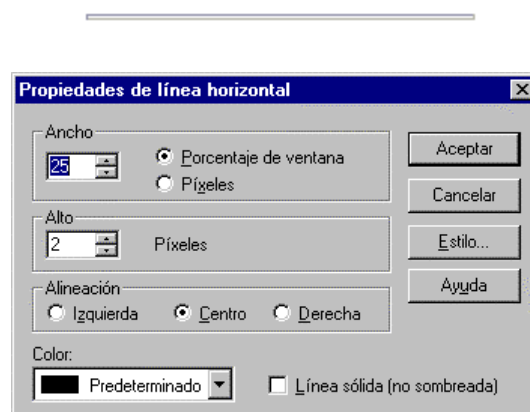 Propiedades de línea horizontal
Ancho
25
Porcentaje de ventana
Píxeles
Alto
2 Píxeles
Alineación
Izquierda Centro Derecha
Color:
Predeterminado
Línea sólida (no sombreada)
Aceptar
Cancelar
Estilo...
Ayuda